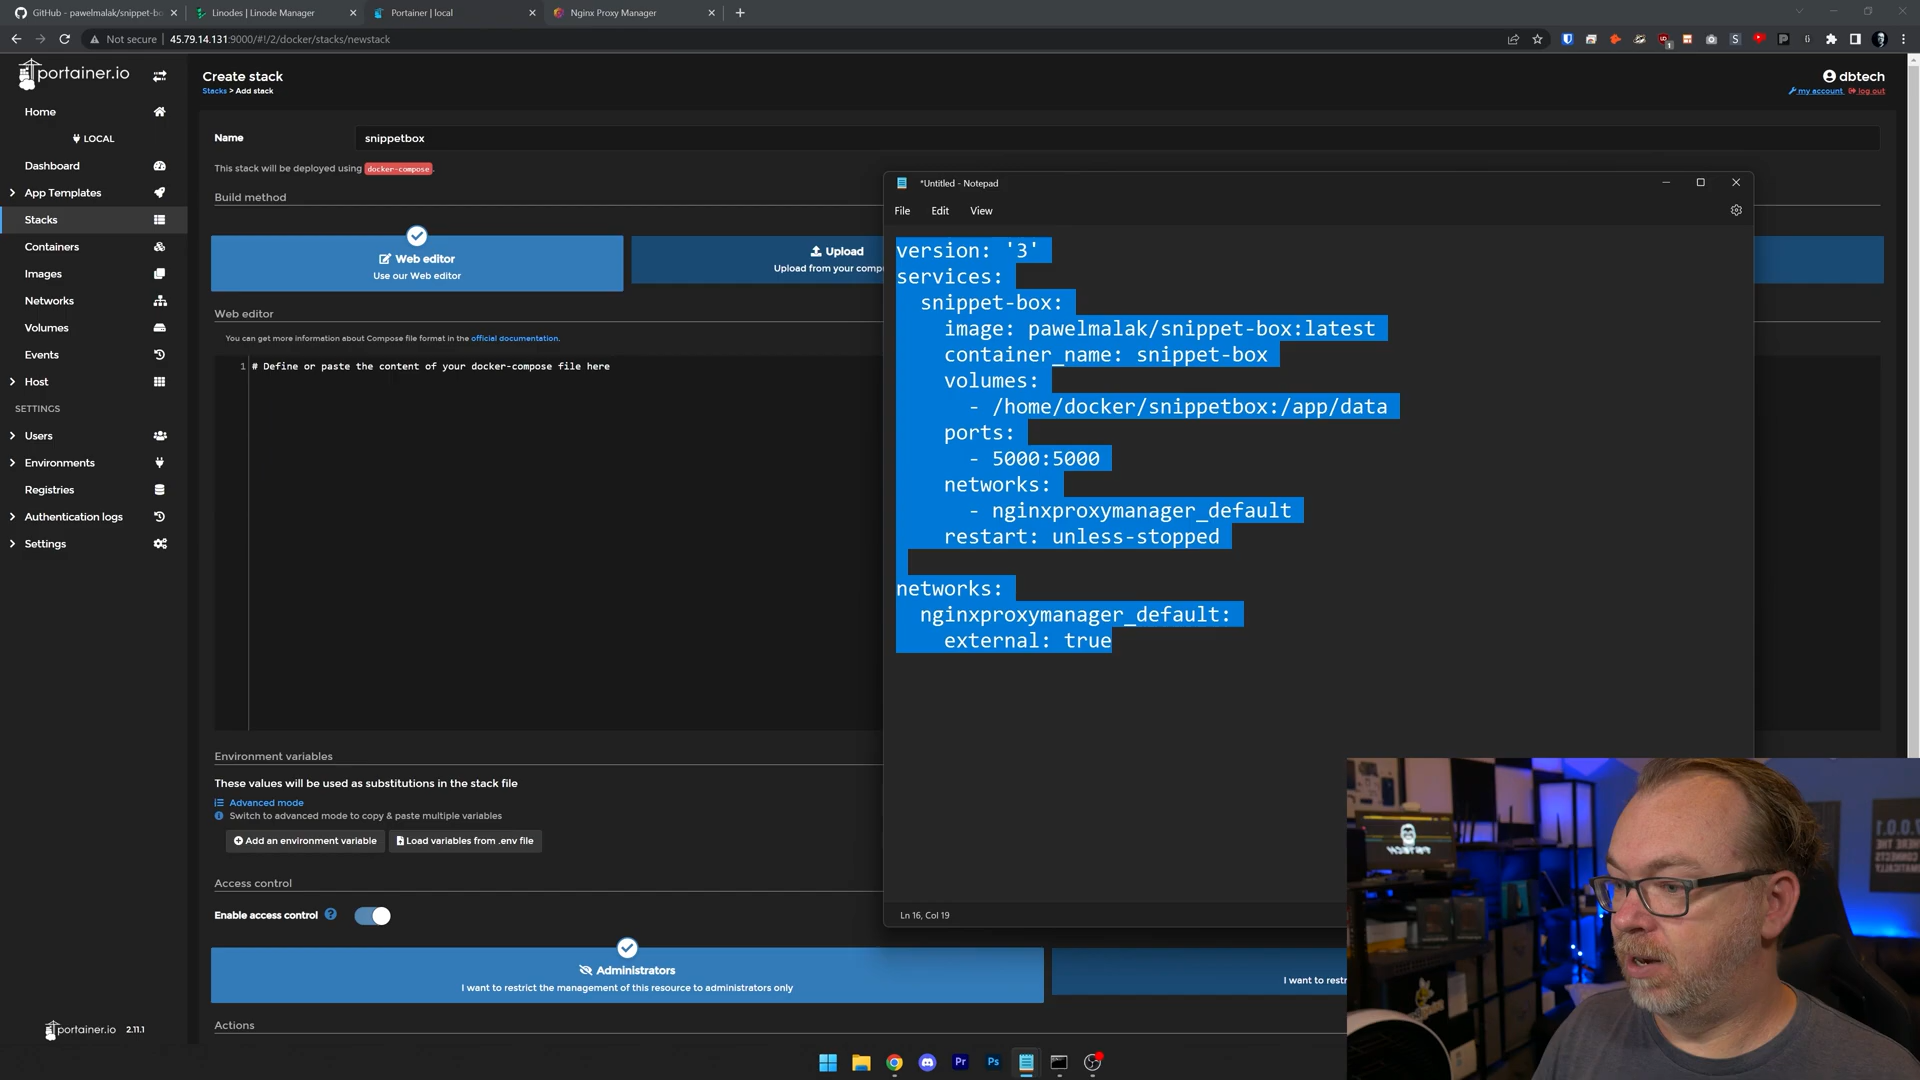 GitHub - pawelmalak/snippet-bo
Linodes | Linode Manager
Portainer | local
Nginx Proxy Manager
Not secure
45.79.14.131:9000/#!/2/docker/stacks/newstack
portainer.io
Home
LOCAL
Dashboard
App Templates
Stacks
Containers
Images
Networks
Volumes
Events
Host
SETTINGS
Users
Environments
Registries
Authentication logs
Settings
portainer.io 2.11.1
Create stack
Stacks > Add stack
dbtech
my account
log out
Name
snippetbox
This stack will be deployed using docker-compose.
Build method
Web editor
Use our Web editor
Upload
Upload from your compu
Web editor
You can get more information about Compose file format in the official documentation.
1 # Define or paste the content of your docker-compose file here
Environment variables
These values will be used as substitutions in the stack file
Advanced mode
Switch to advanced mode to copy & paste multiple variables
Add an environment variable
Load variables from .env file
Access control
Enable access control
Administrators
I want to restrict the management of this resource to administrators only
I want to restr
Actions
*Untitled - Notepad
File
Edit
View
version: '3'
services:
snippet-box:
image: pawelmalak/snippet-box:latest
container_name: snippet-box
volumes:
- /home/docker/snippetbox:/app/data
ports:
- 5000:5000
networks:
- nginxproxymanager_default
restart: unless-stopped
networks:
nginxproxymanager_default:
external: true
Ln 16, Col 19
Pr
Ps